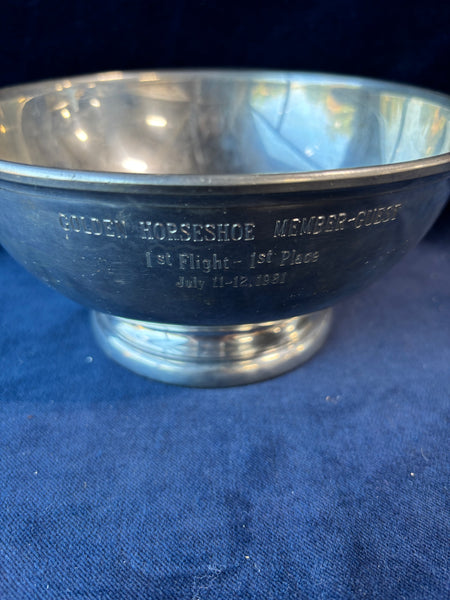 GOLDEN HORSESHOE MEMBER-GUEST
1st Flight - 1st Place
July 11-12, 1981